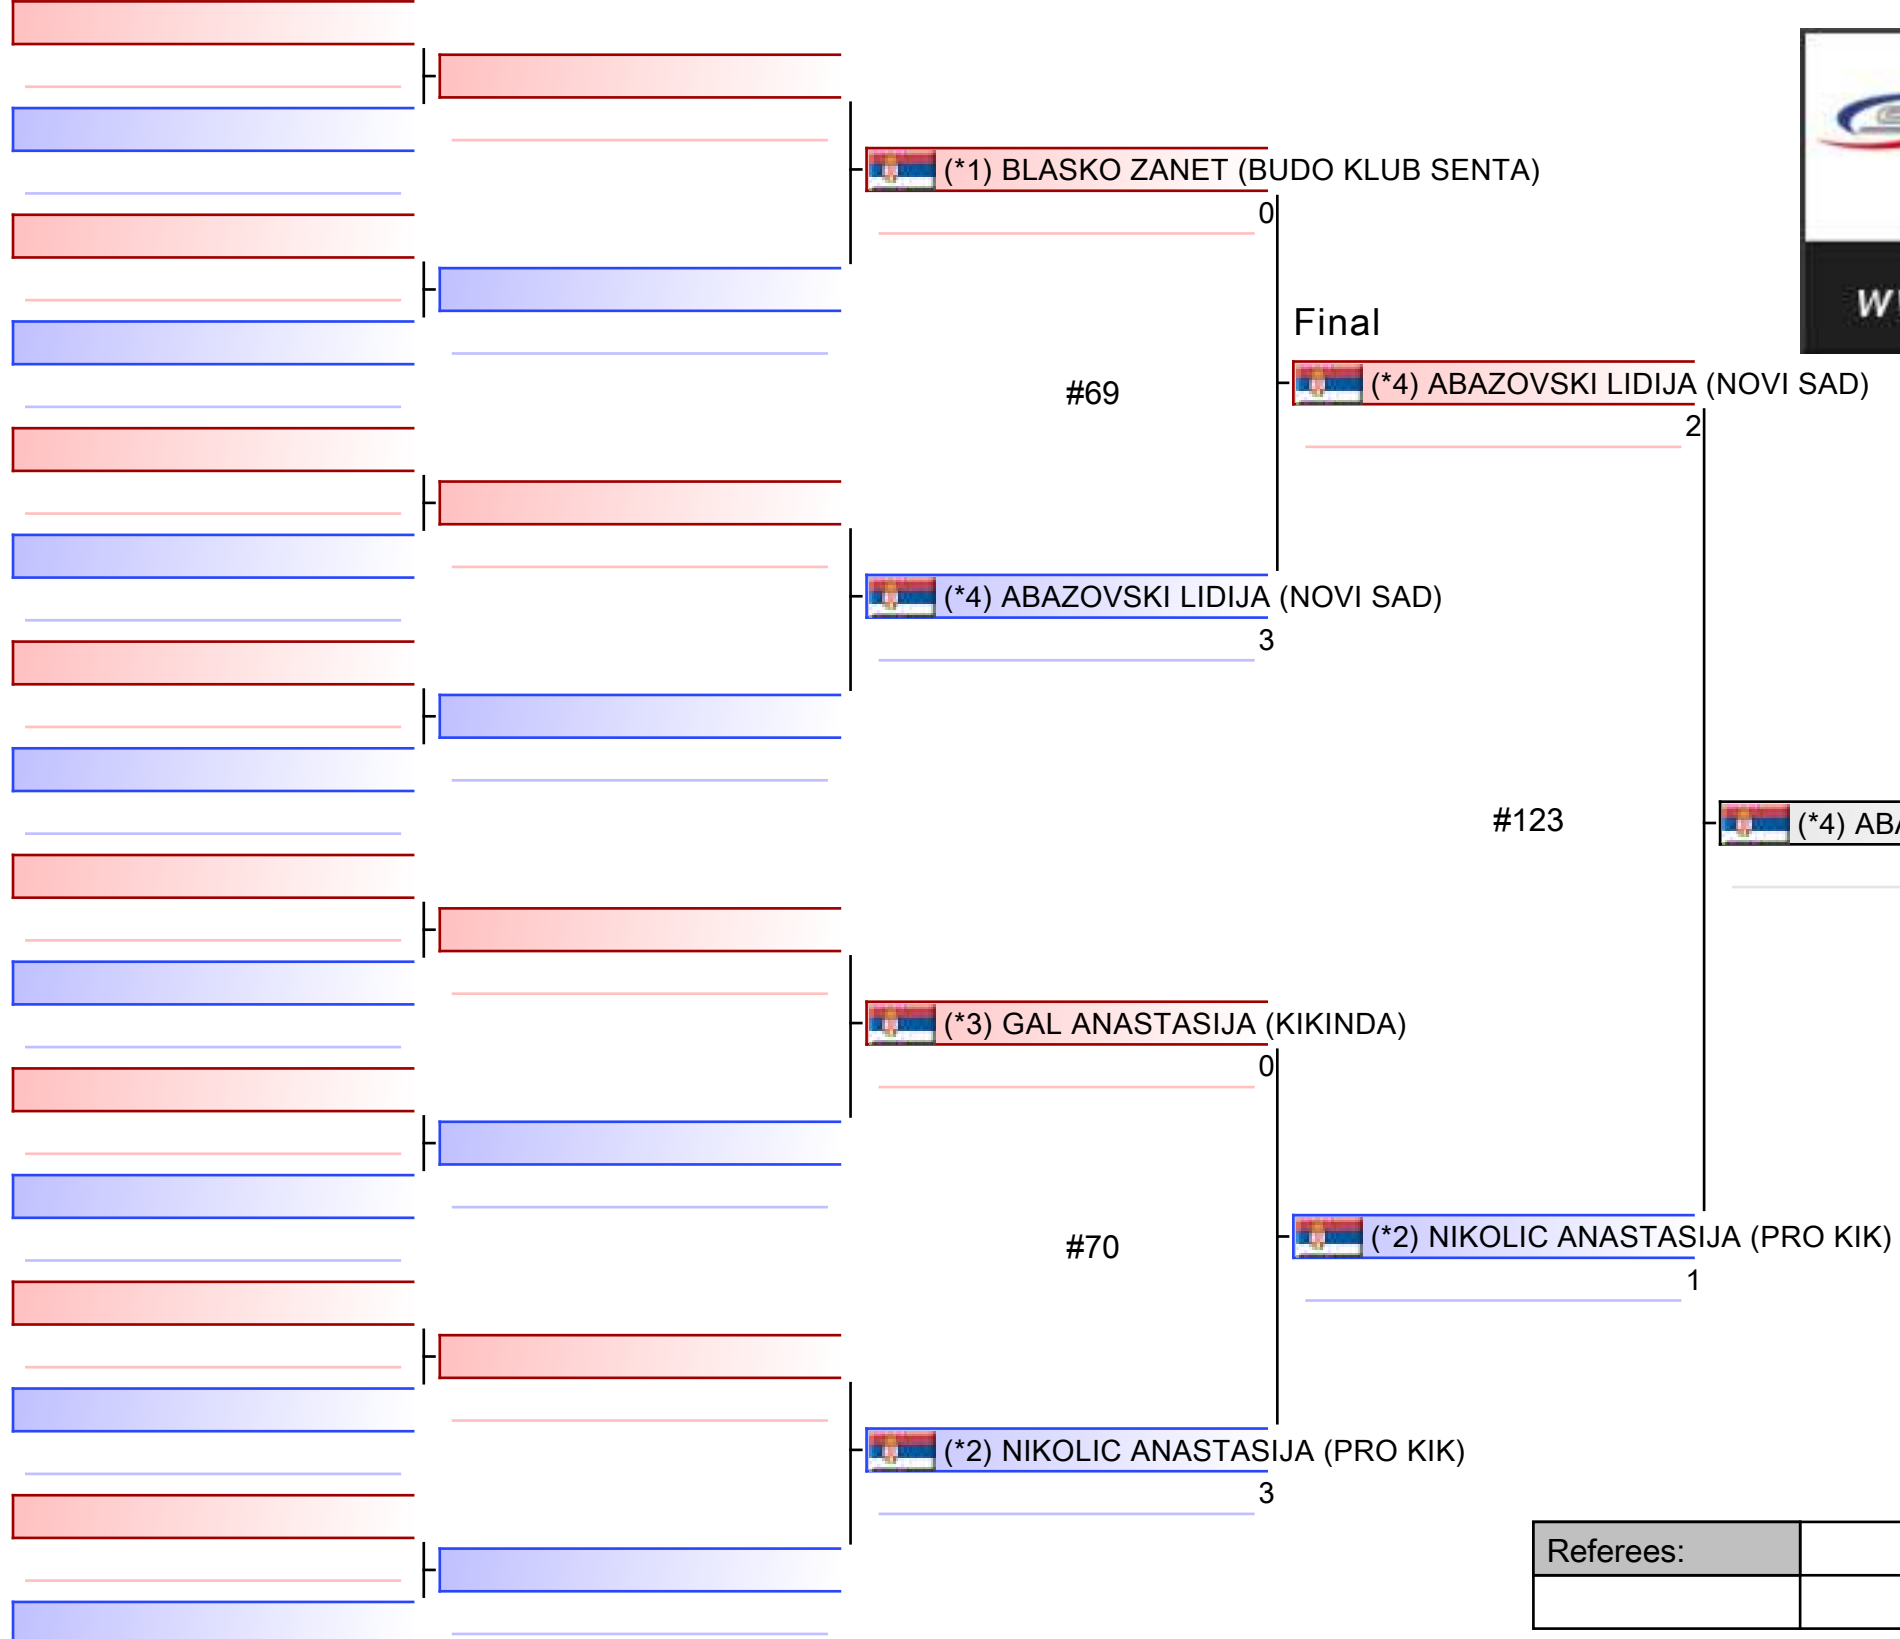 (*1) BLASKO ZANET (BUDO KLUB SENTA)
0
Final
#69
(*4) ABAZOVSKI LIDIJA (NOVI SAD)
2
(*4) ABAZOVSKI LIDIJA (NOVI SAD)
3
#123
(*4)
(*3) GAL ANASTASIJA (KIKINDA)
0
#70
(*2) NIKOLIC ANASTASIJA (PRO KIK)
1
(*2) NIKOLIC ANASTASIJA (PRO KIK)
3
Referees: